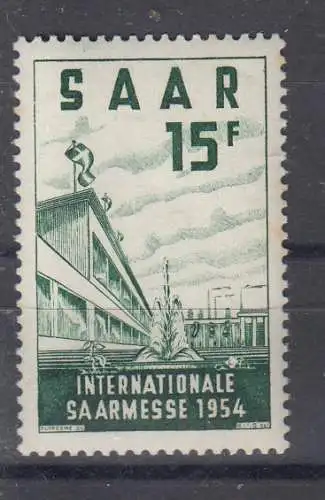 SAAR
15F
INTERNATIONALE
SAARMESSE 1954